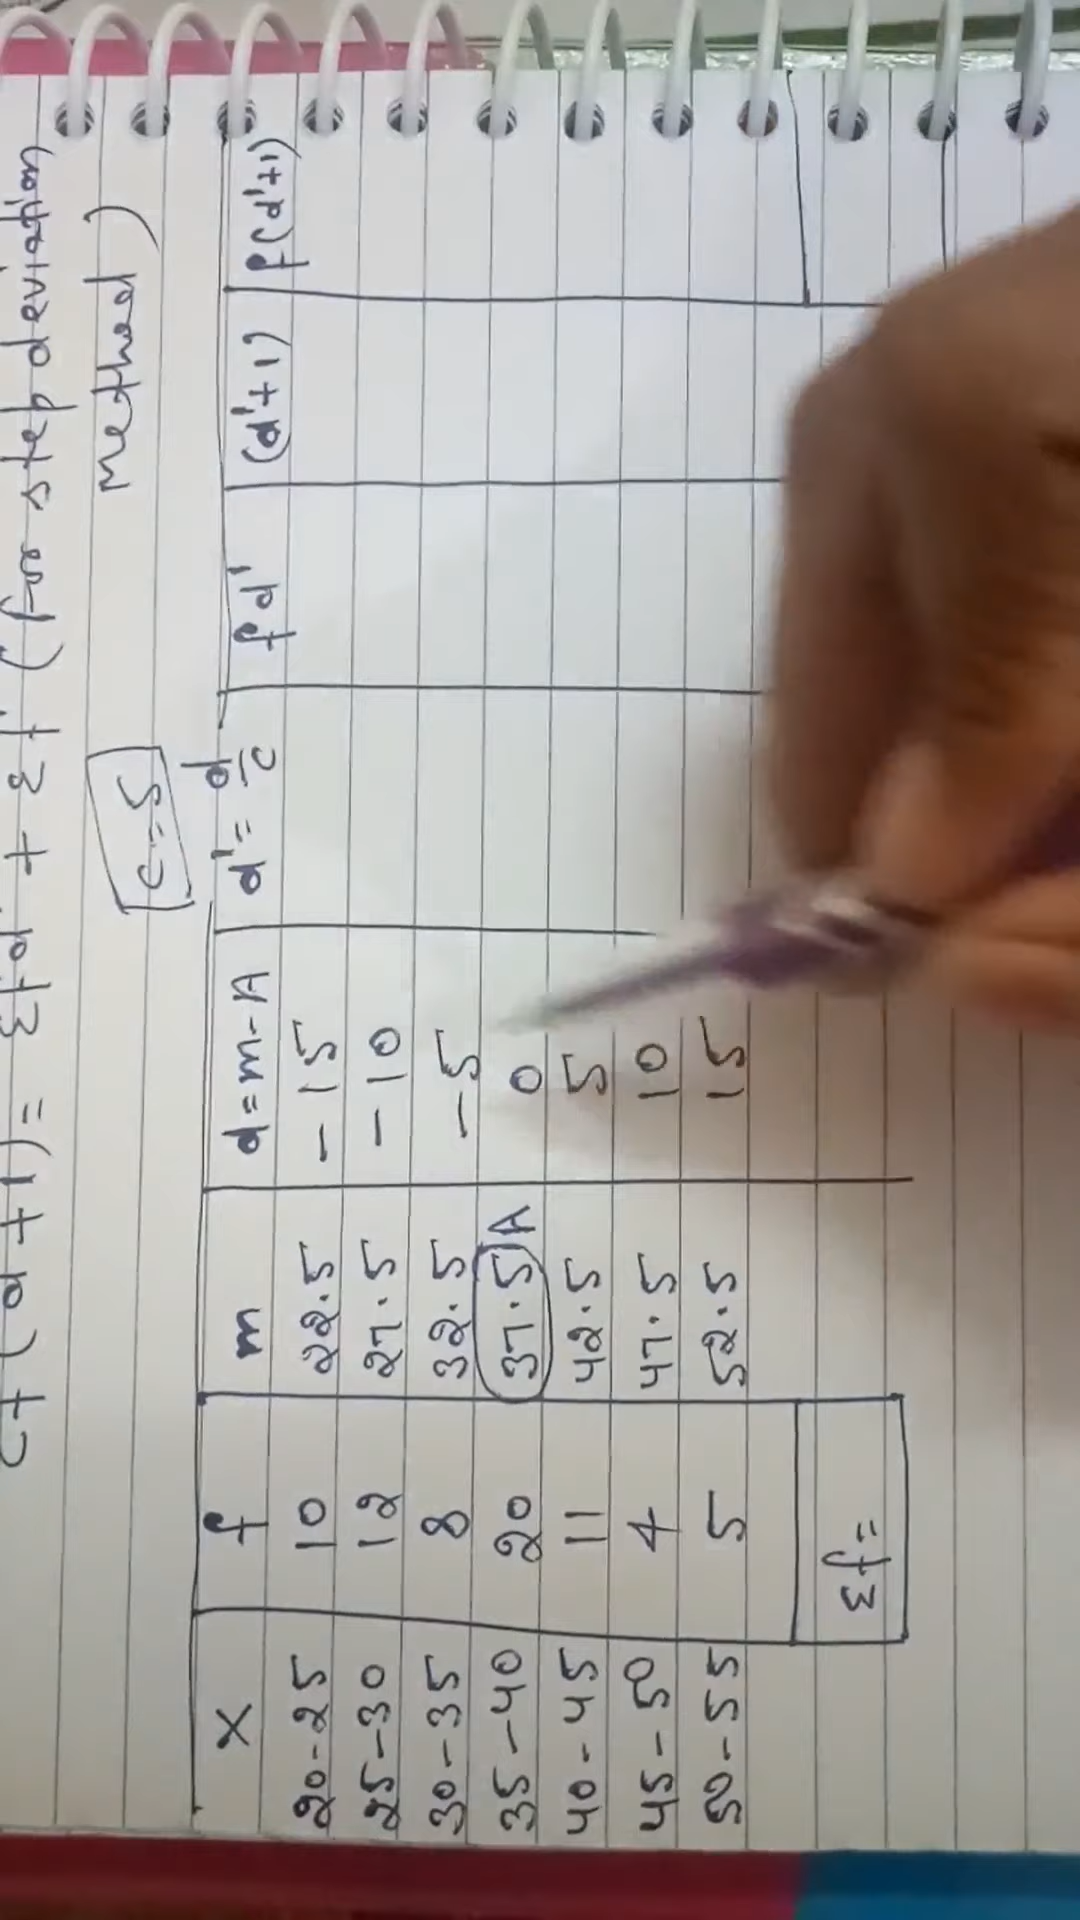 Σf(d'+1) = Σfd' + Σf (for step deviation
Method)
c=5
X f m d=m-A d'=d/c fd' (d'+1) f(d'+1)
20-25 10 22.5 -15
25-30 12 27.5 -10
30-35 8 32.5 -5
35-40 20 37.5 A 0
40-45 11 42.5 5
45-50 4 47.5 10
50-55 5 52.5 15
Σf=